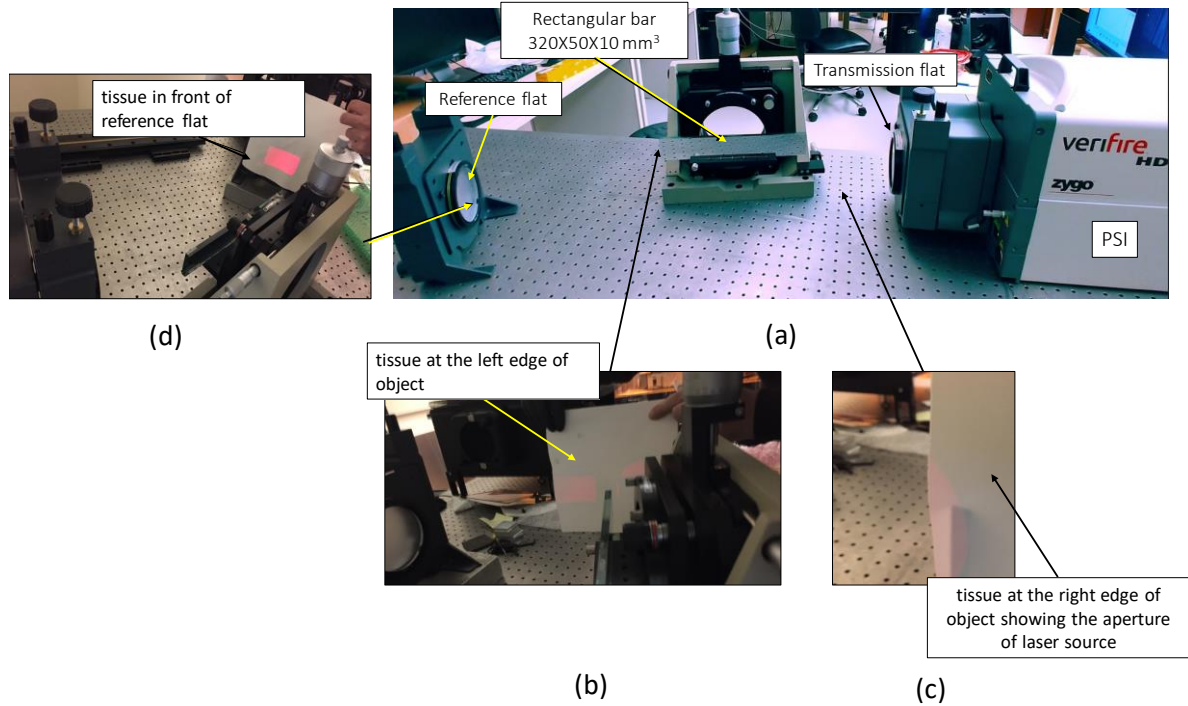 Rectangular bar
320X50X10 mm³
Transmission flat
Reference flat
tissue in front of
reference flat
verifire
HD
zygo
PSI
(d)
(a)
tissue at the left edge of
object
tissue at the right edge of
object showing the aperture
of laser source
(b)
(c)